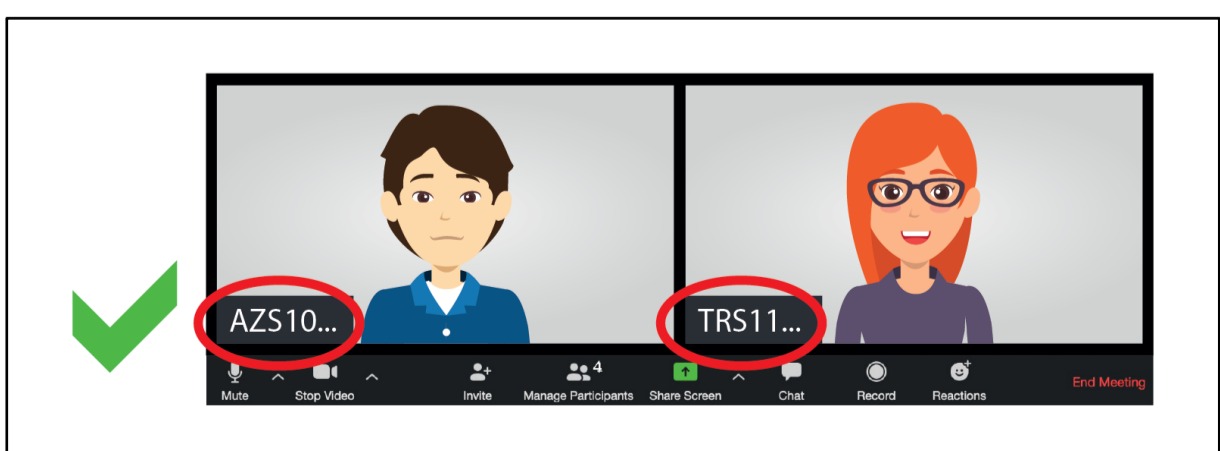 AZS10...
TRS11...
4
Mute
Stop Video
Invite
Manage Participants
Share Screen
Chat
Record
Reactions
End Meeting